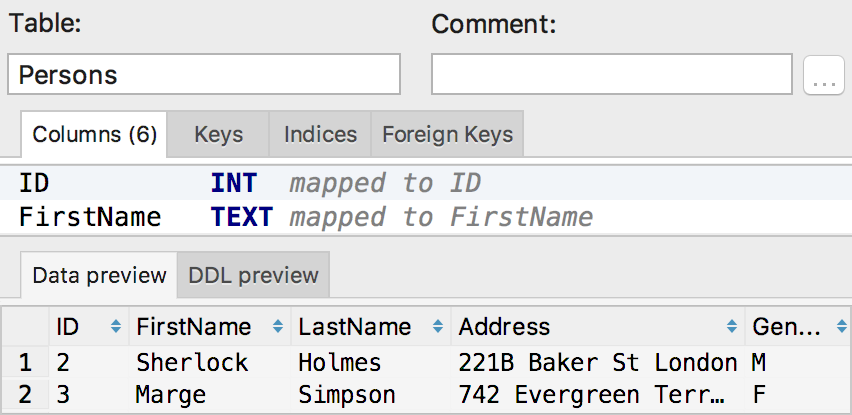 Table: Comment:
Persons ...
Columns (6) Keys Indices Foreign Keys
ID INT mapped to ID
FirstName TEXT mapped to FirstName
Data preview DDL preview
ID FirstName LastName Address Gen...
1 2 Sherlock Holmes 221B Baker St London M
2 3 Marge Simpson 742 Evergreen Terr... F